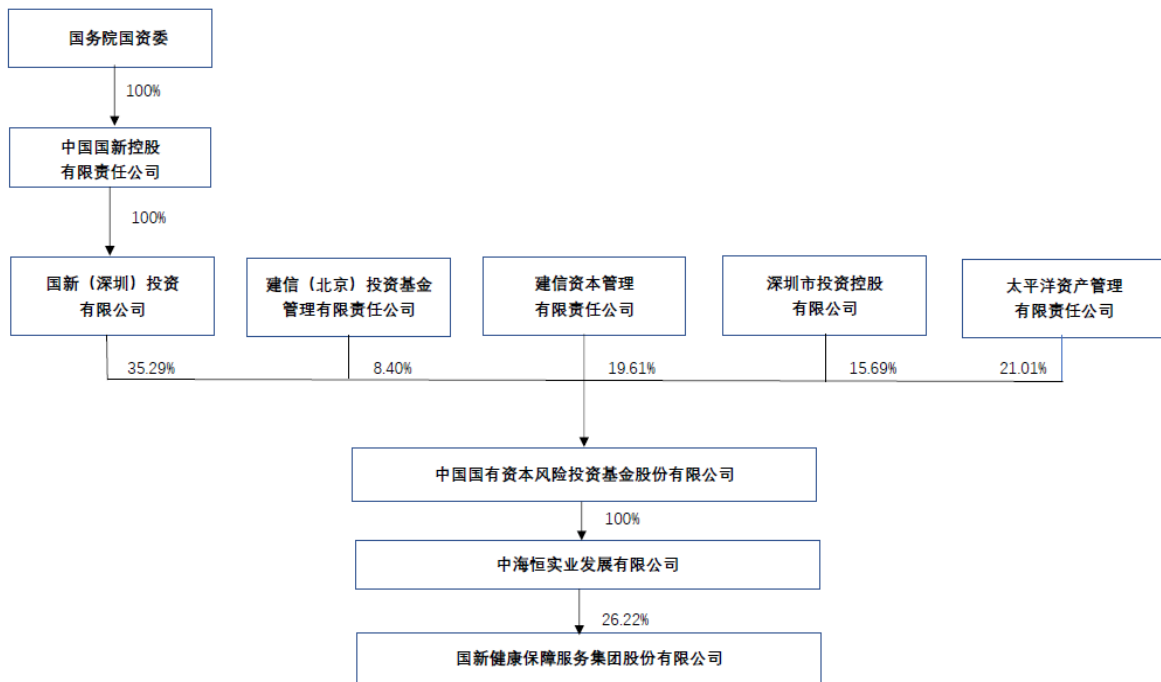 国务院国资委
100%
中国国新控股
有限责任公司
100%
国新（深圳）投资
有限公司
建信（北京）投资基金
管理有限责任公司
建信资本管理
有限责任公司
深圳市投资控股
有限公司
太平洋资产管理
有限责任公司
35.29%
8.40%
19.61%
15.69%
21.01%
中国国有资本风险投资基金股份有限公司
100%
中海恒实业发展有限公司
26.22%
国新健康保障服务集团股份有限公司